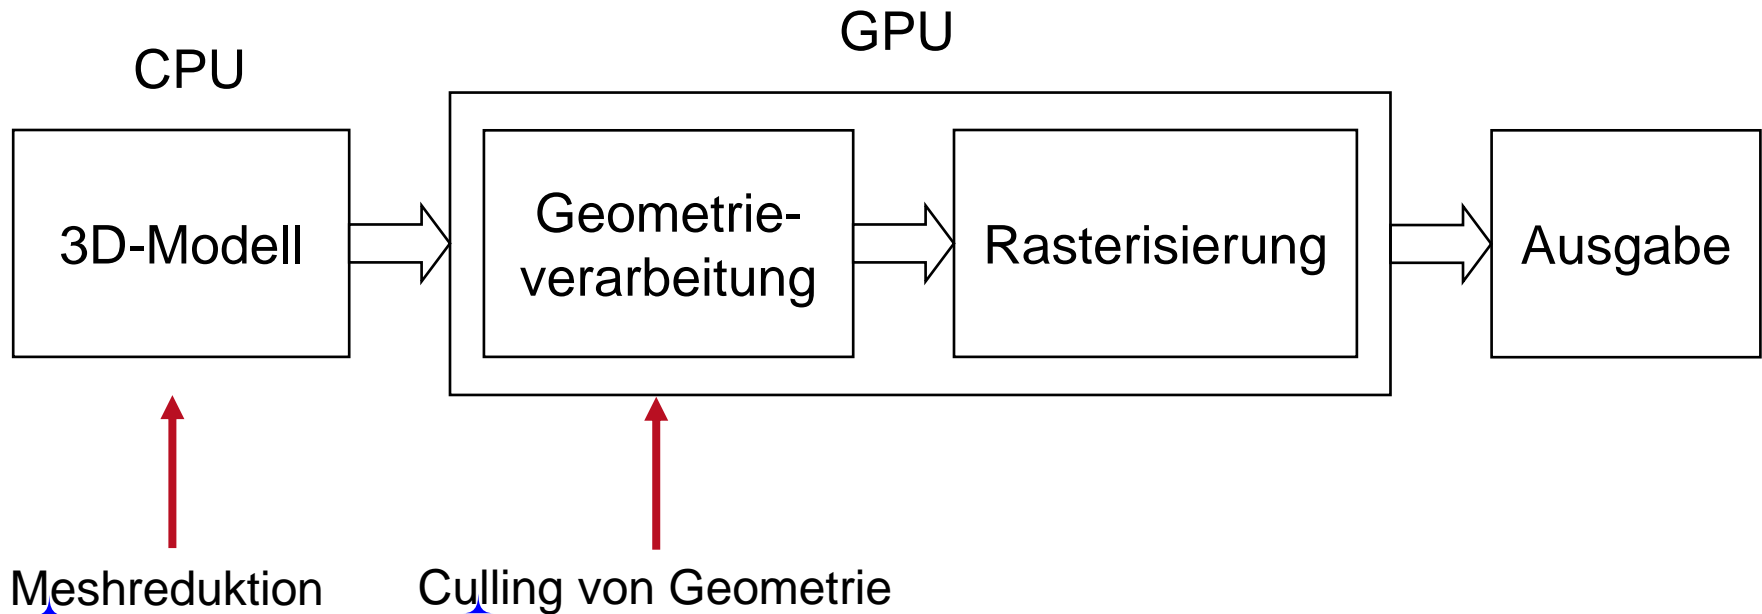 GPU
CPU
3D-Modell
Geometrie-
verarbeitung
Rasterisierung
Ausgabe
Meshreduktion
Culling von Geometrie